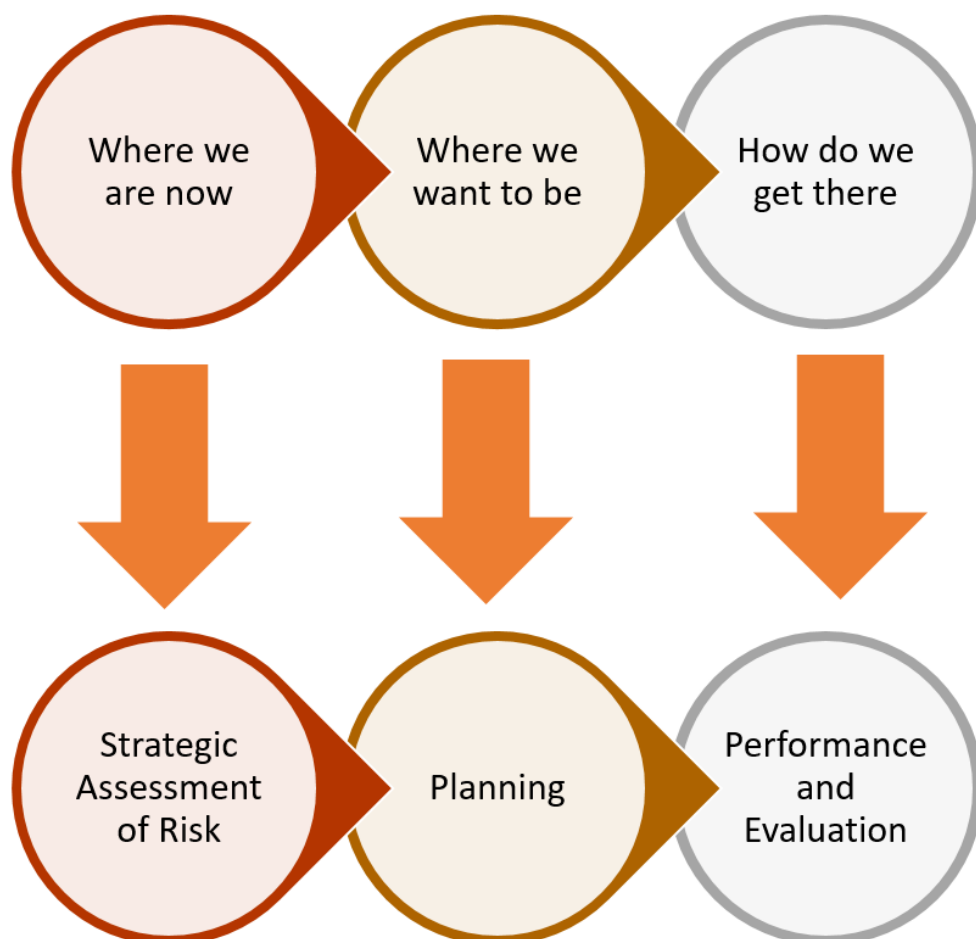 Where we
are now
Where we
want to be
How do we
get there
Strategic
Assessment
of Risk
Planning
Performance
and
Evaluation